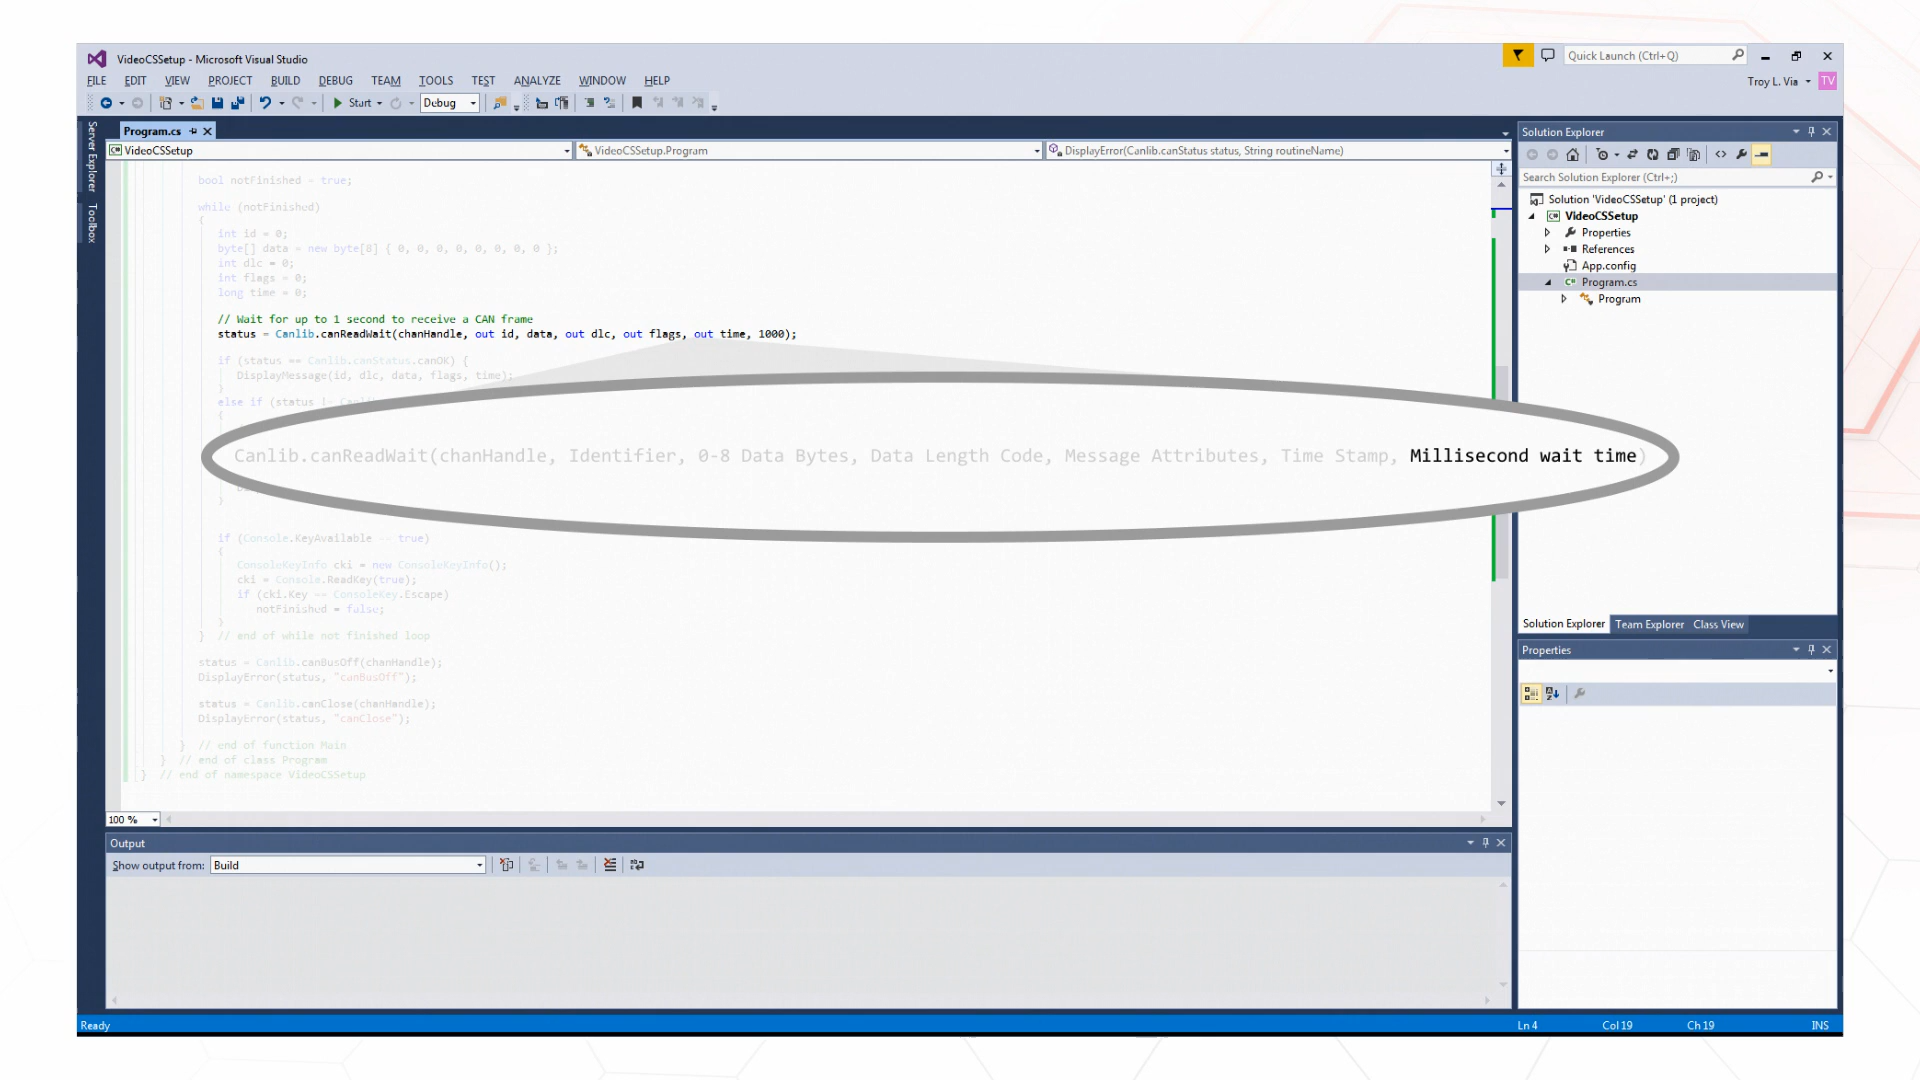 VideoCSSetup - Microsoft Visual Studio
Quick Launch (Ctrl+Q)
FILE EDIT VIEW PROJECT BUILD DEBUG TEAM TOOLS TEST ANALYZE WINDOW HELP
Troy L. Via TV
Start Debug
Server Explorer
Toolbox
Program.cs
VideoCSSetup
VideoCSSetup.Program
DisplayError(Canlib.canStatus status, String routineName)
bool notFinished = true;
while (notFinished)
{
int id = 0;
byte[] data = new byte[8] { 0, 0, 0, 0, 0, 0, 0, 0 };
int dlc = 0;
int flags = 0;
long time = 0;
// Wait for up to 1 second to receive a CAN frame
status = Canlib.canReadWait(chanHandle, out id, data, out dlc, out flags, out time, 1000);
if (status == Canlib.canStatus.canOK) {
DisplayMessage(id, dlc, data, flags, time);
}
else if (status !=
{
Canlib.canReadWait(chanHandle, Identifier, 0-8 Data Bytes, Data Length Code, Message Attributes, Time Stamp, Millisecond wait time)
}
if (Console.KeyAvailable == true)
{
ConsoleKeyInfo cki = new ConsoleKeyInfo();
cki = Console.ReadKey(true);
if (cki.Key == ConsoleKey.Escape)
notFinished = false;
}
} // end of while not finished loop
status = Canlib.canBusOff(chanHandle);
DisplayError(status, "canBusOff");
status = Canlib.canClose(chanHandle);
DisplayError(status, "canClose");
} // end of function Main
} // end of class Program
} // end of namespace VideoCSSetup
100 %
Output
Show output from: Build
Solution Explorer
Search Solution Explorer (Ctrl+;)
Solution 'VideoCSSetup' (1 project)
C# VideoCSSetup
Properties
References
App.config
C# Program.cs
Program
Solution Explorer Team Explorer Class View
Properties
Ready
Ln 4 Col 19 Ch 19 INS